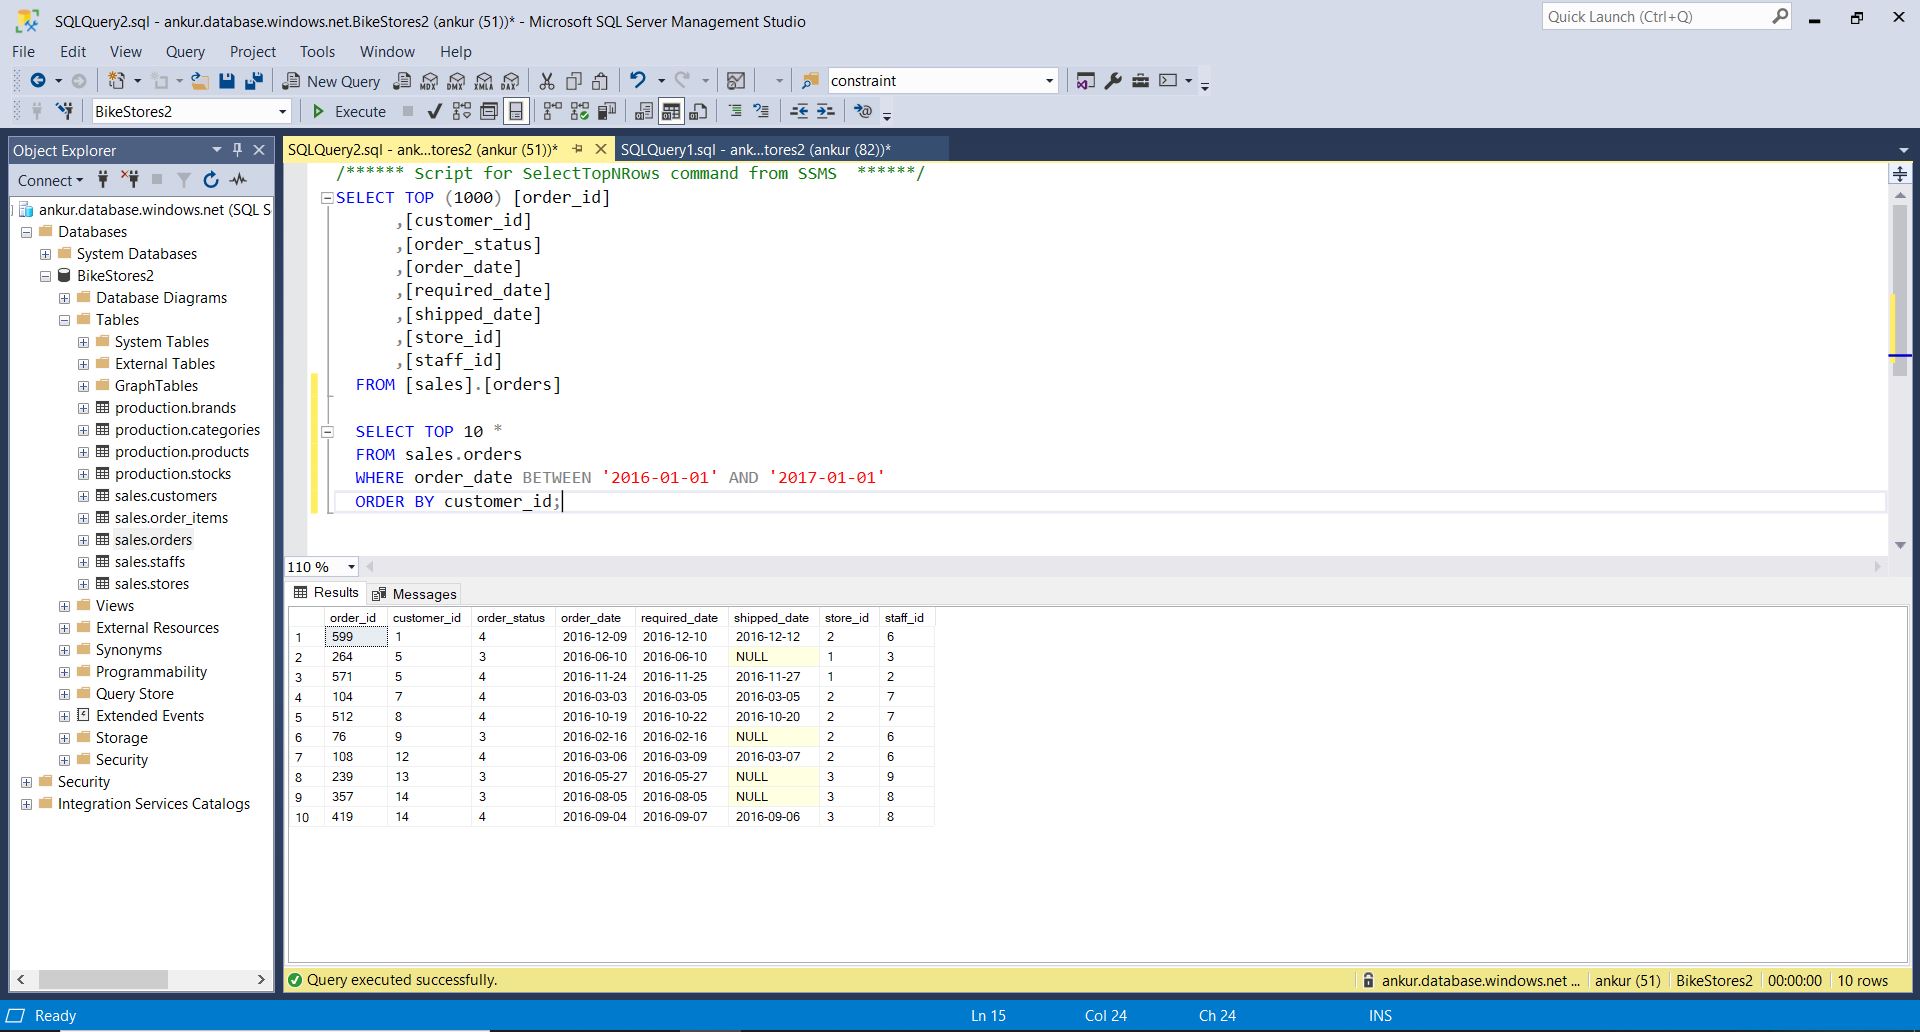 SQLQuery2.sql - ankur.database.windows.net.BikeStores2 (ankur (51))* - Microsoft SQL Server Management Studio
Quick Launch (Ctrl+Q)
File Edit View Query Project Tools Window Help
New Query MDX DMX XMLA DAX constraint
BikeStores2 Execute
Object Explorer
SQLQuery2.sql - ank...tores2 (ankur (51))* SQLQuery1.sql - ank...tores2 (ankur (82))*
Connect
ankur.database.windows.net (SQL S
Databases
System Databases
BikeStores2
Database Diagrams
Tables
System Tables
External Tables
GraphTables
production.brands
production.categories
production.products
production.stocks
sales.customers
sales.order_items
sales.orders
sales.staffs
sales.stores
Views
External Resources
Synonyms
Programmability
Query Store
Extended Events
Storage
Security
Security
Integration Services Catalogs
/****** Script for SelectTopNRows command from SSMS  ******/
SELECT TOP (1000) [order_id]
,[customer_id]
,[order_status]
,[order_date]
,[required_date]
,[shipped_date]
,[store_id]
,[staff_id]
FROM [sales].[orders]
SELECT TOP 10 *
FROM sales.orders
WHERE order_date BETWEEN '2016-01-01' AND '2017-01-01'
ORDER BY customer_id;
110 %
Results Messages
order_id customer_id order_status order_date required_date shipped_date store_id staff_id
1 599 1 4 2016-12-09 2016-12-10 2016-12-12 2 6
2 264 5 3 2016-06-10 2016-06-10 NULL 1 3
3 571 5 4 2016-11-24 2016-11-25 2016-11-27 1 2
4 104 7 4 2016-03-03 2016-03-05 2016-03-05 2 7
5 512 8 4 2016-10-19 2016-10-22 2016-10-20 2 7
6 76 9 3 2016-02-16 2016-02-16 NULL 2 6
7 108 12 4 2016-03-06 2016-03-09 2016-03-07 2 6
8 239 13 3 2016-05-27 2016-05-27 NULL 3 9
9 357 14 3 2016-08-05 2016-08-05 NULL 3 8
10 419 14 4 2016-09-04 2016-09-07 2016-09-06 3 8
Query executed successfully. ankur.database.windows.net ... ankur (51) BikeStores2 00:00:00 10 rows
Ready Ln 15 Col 24 Ch 24 INS